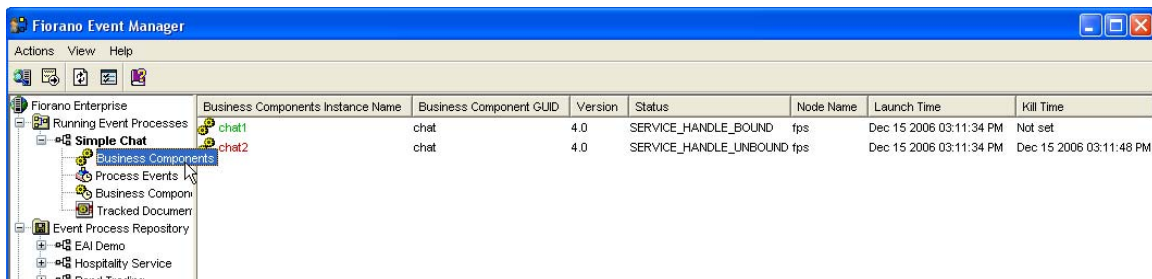 Fiorano Event Manager
Actions View Help
Fiorano Enterprise
Running Event Processes
Simple Chat
Business Components
Process Events
Business Compon
Tracked Documen
Event Process Repository
EAI Demo
Hospitality Service
Business Components Instance Name Business Component GUID Version Status Node Name Launch Time Kill Time
chat1 chat 4.0 SERVICE_HANDLE_BOUND fps Dec 15 2006 03:11:34 PM Not set
chat2 chat 4.0 SERVICE_HANDLE_UNBOUND fps Dec 15 2006 03:11:34 PM Dec 15 2006 03:11:48 PM